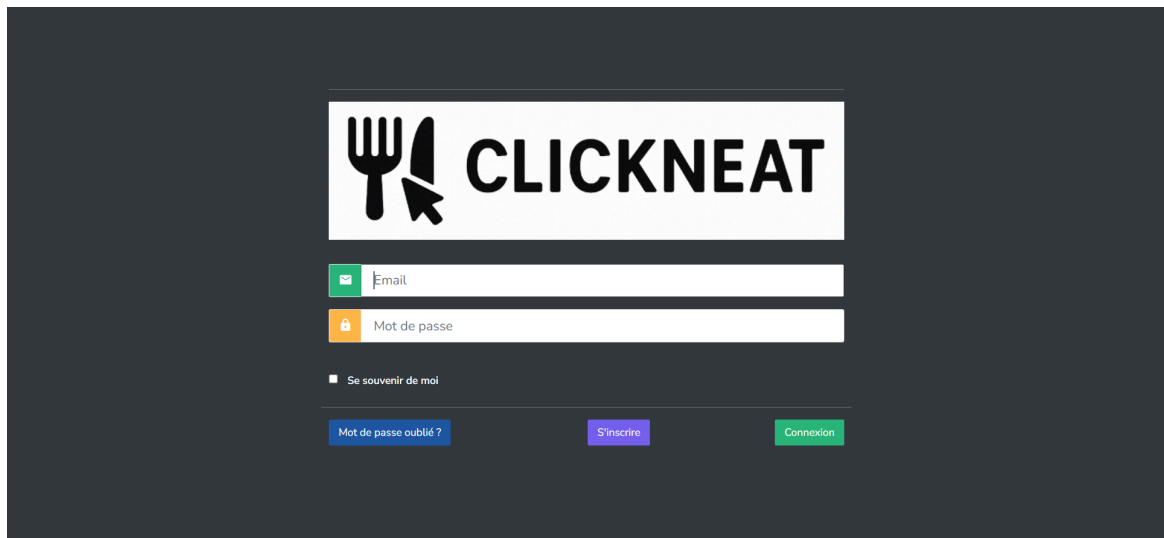 CLICKNEAT
Email
Mot de passe
Se souvenir de moi
Mot de passe oublié ?
S'inscrire
Connexion